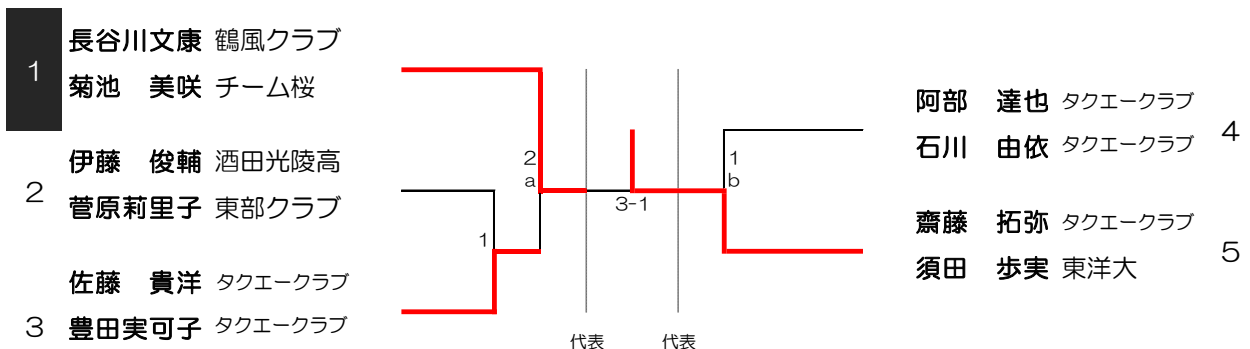 1
長谷川文康 鶴風クラブ
菊池 美咲 チーム桜
2
伊藤 俊輔 酒田光陵高
菅原莉里子 東部クラブ
3
佐藤 貴洋 タクエークラブ
豊田実可子 タクエークラブ
2
a
1
3-1
1
b
代表 代表
阿部 達也 タクエークラブ
石川 由依 タクエークラブ
4
齋藤 拓弥 タクエークラブ
須田 歩実 東洋大
5